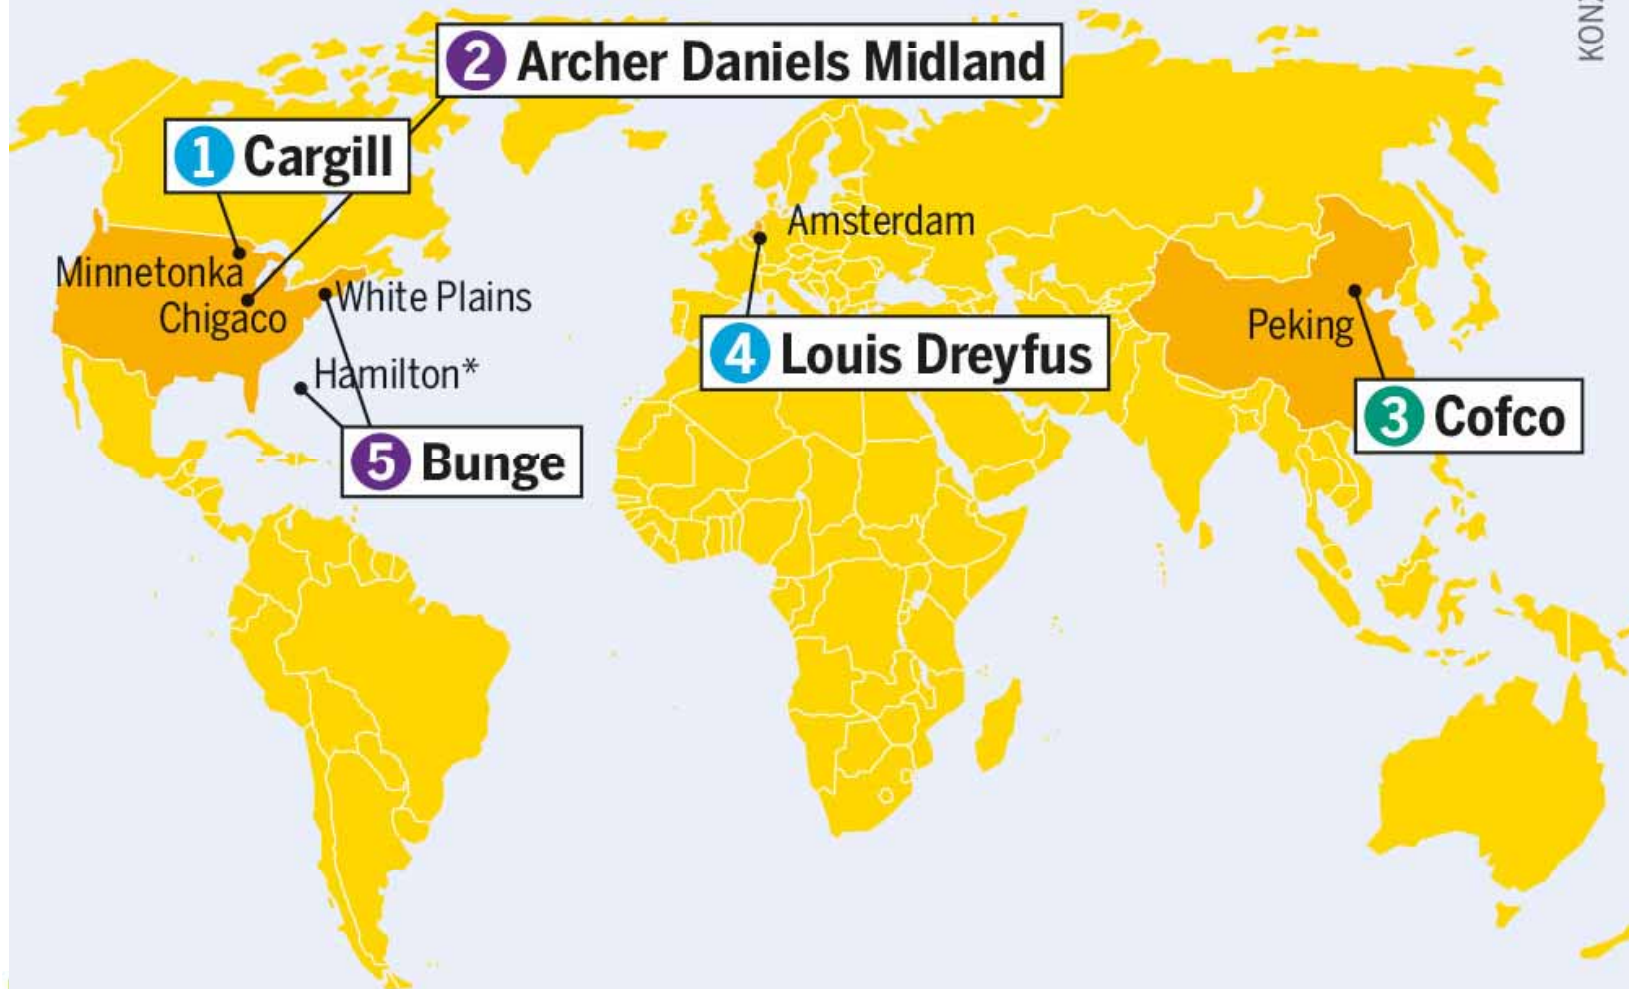 2 Archer Daniels Midland
1 Cargill
Amsterdam
Minnetonka
Chigaco
White Plains
Peking
4 Louis Dreyfus
Hamilton*
3 Cofco
5 Bunge